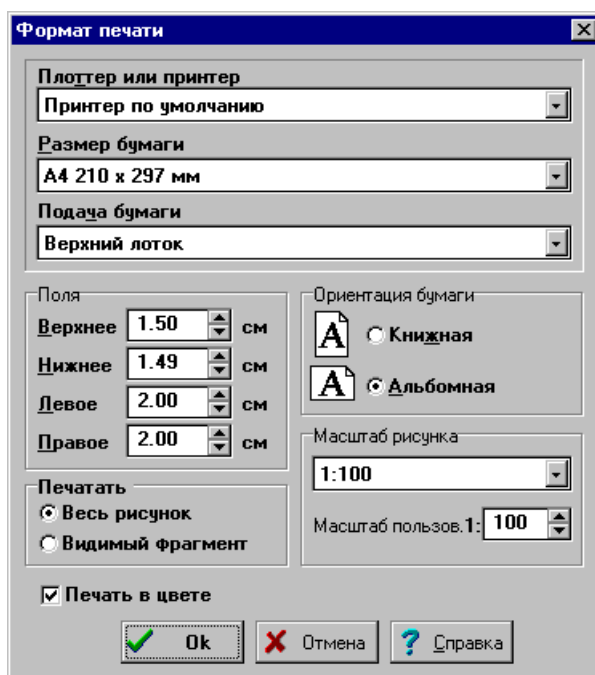 Формат печати
Плоттер или принтер
Принтер по умолчанию
Размер бумаги
A4 210 x 297 мм
Подача бумаги
Верхний лоток
Поля
Верхнее 1.50 см
Нижнее 1.49 см
Левое 2.00 см
Правое 2.00 см
Ориентация бумаги
A Книжная
A Альбомная
Печатать
Весь рисунок
Видимый фрагмент
Масштаб рисунка
1:100
Масштаб пользов.1: 100
Печать в цвете
Ok Отмена ? Справка